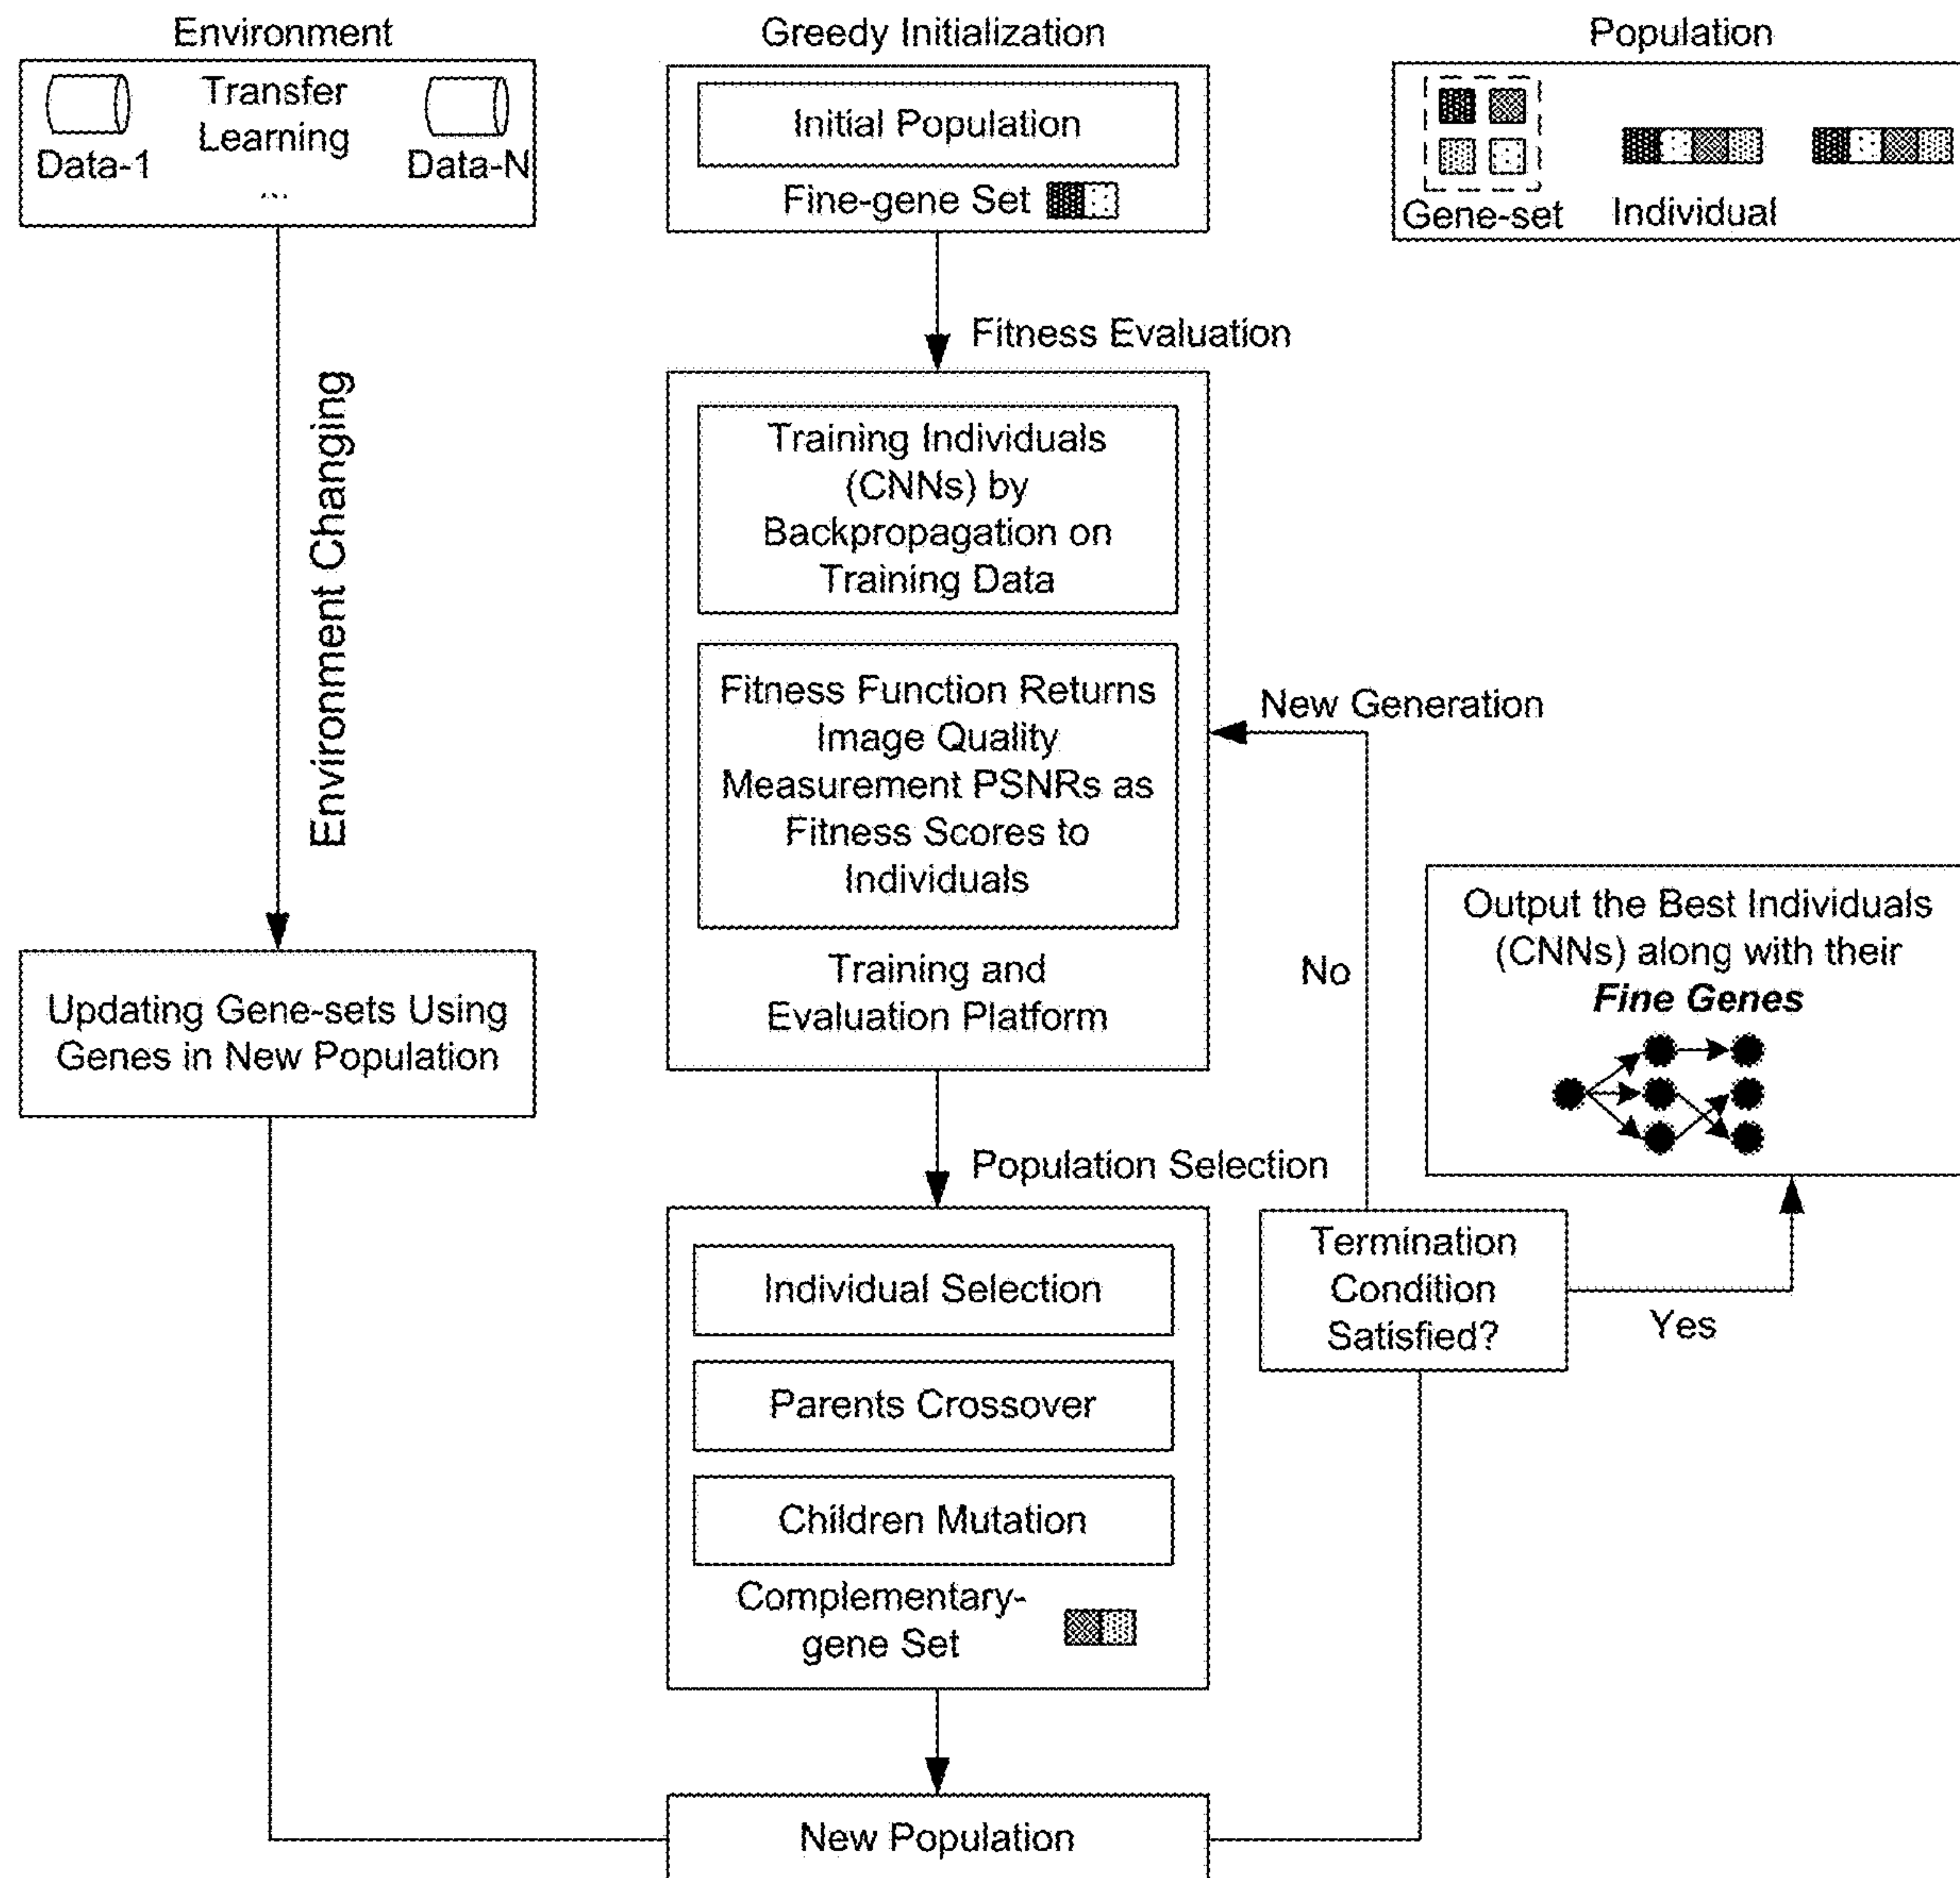 Environment
Transfer
Learning
Data-1
Data-N
...
Greedy Initialization
Initial Population
Fine-gene Set
Population
Gene-set
Individual
Fitness Evaluation
Environment Changing
Training Individuals
(CNNs) by
Backpropagation on
Training Data
Fitness Function Returns
Image Quality
Measurement PSNRs as
Fitness Scores to
Individuals
Training and
Evaluation Platform
New Generation
No
Output the Best Individuals
(CNNs) along with their
Fine Genes
Updating Gene-sets Using
Genes in New Population
Population Selection
Individual Selection
Parents Crossover
Children Mutation
Complementary-
gene Set
Termination
Condition
Satisfied?
Yes
New Population